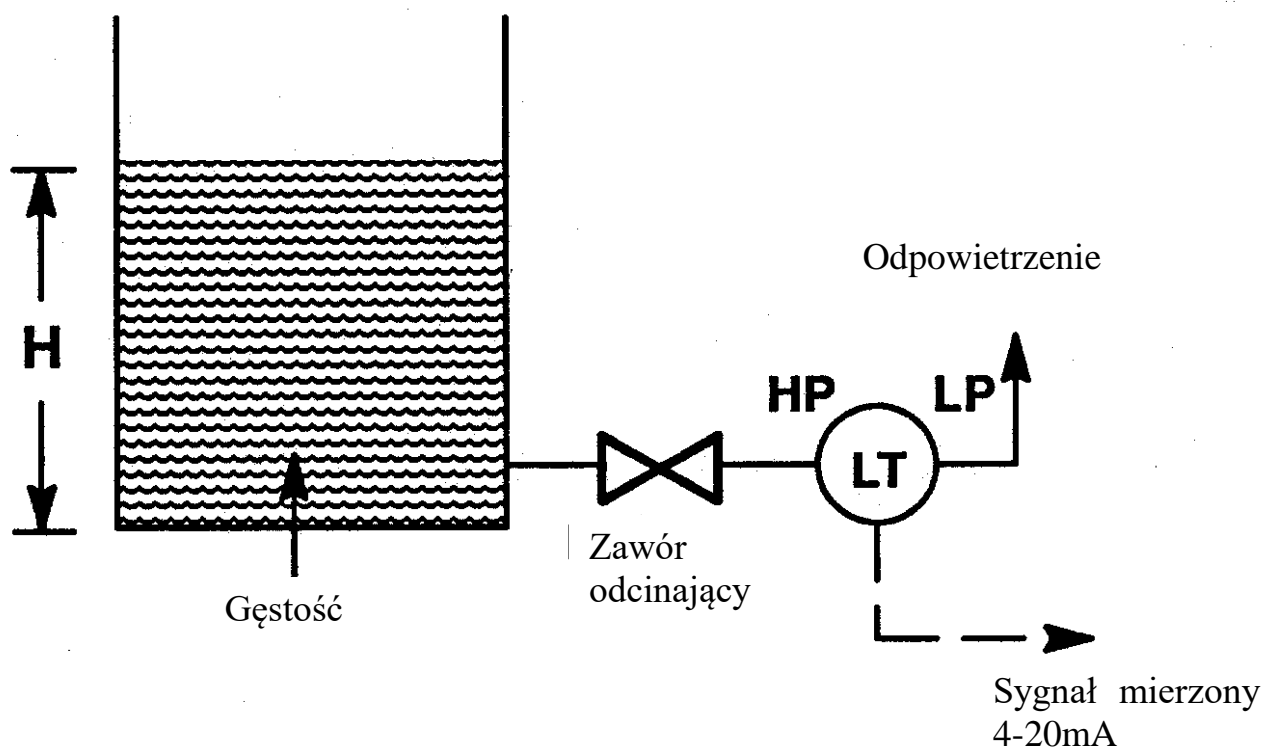 Odpowietrzenie
H
HP
LP
LT
Zawór
odcinający
Gęstość
Sygnał mierzony
4-20mA